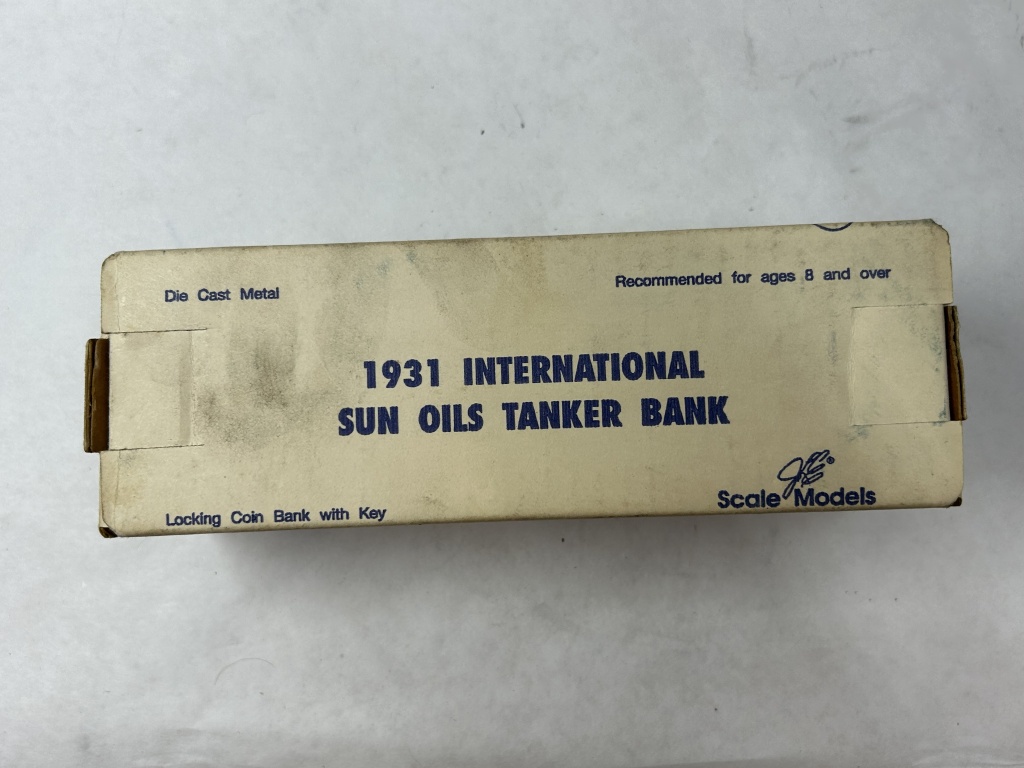 Die Cast Metal
Recommended for ages 8 and over
1931 INTERNATIONAL
SUN OILS TANKER BANK
Scale Models
Locking Coin Bank with Key